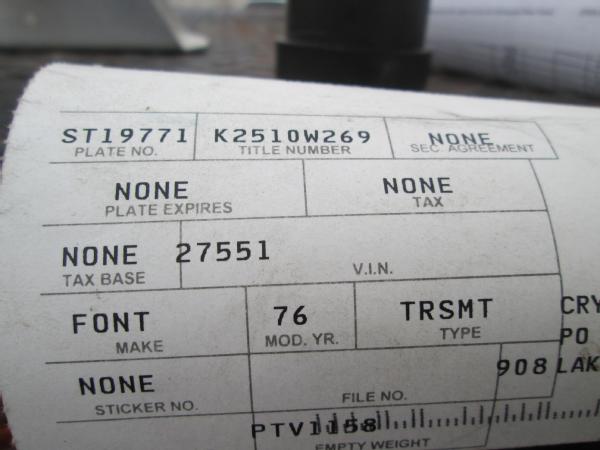 ST19771 K2510W269 NONE
PLATE NO. TITLE NUMBER SEC. AGREEMENT
NONE NONE
PLATE EXPIRES TAX
NONE 27551
TAX BASE V.I.N.
FONT 76 TRSMT CRY
MAKE MOD. YR. TYPE PO
NONE 908 LAK
STICKER NO. FILE NO.
PTV1158
EMPTY WEIGHT